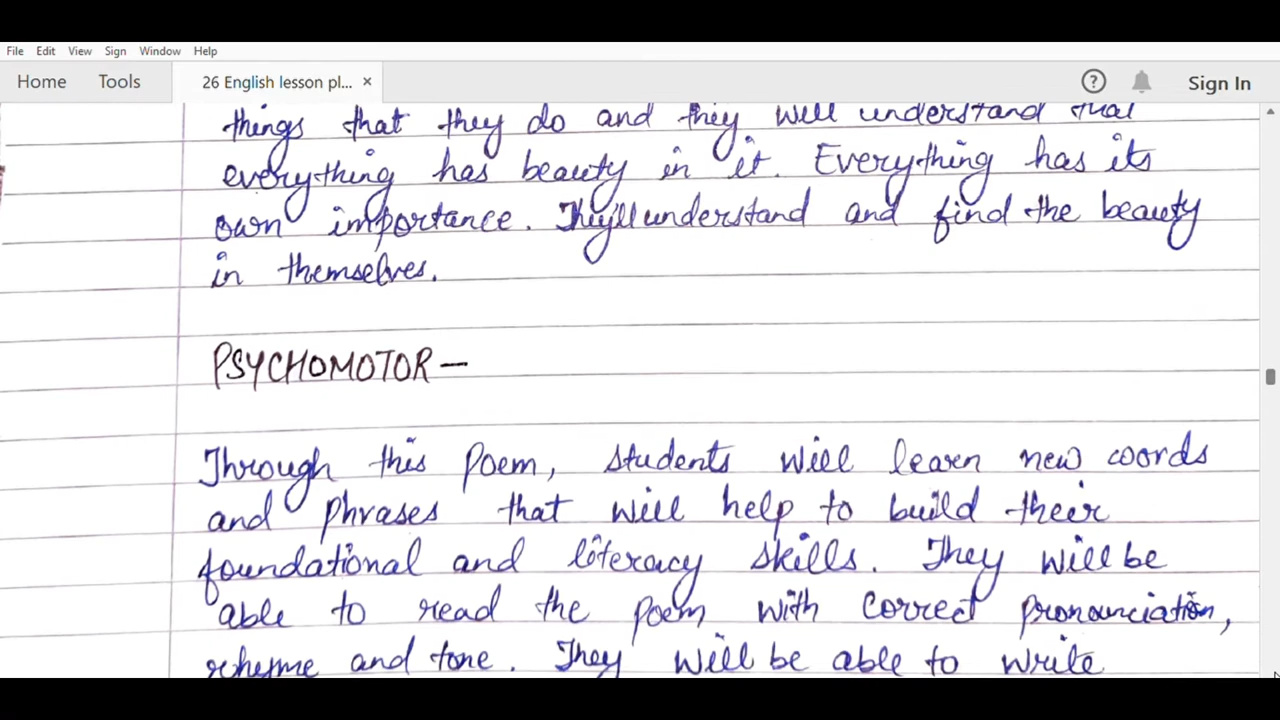 File Edit View Sign Window Help
Home Tools 26 English lesson pl... × ? Sign In
things that they do and they will understand that
everything has beauty in it. Everything has its
own importance. They'll understand and find the beauty
in themselves.
PSYCHOMOTOR —
Through this poem, students will learn new words
and phrases that will help to build their
foundational and literacy skills. They will be
able to read the poem with correct pronounciation,
rehyme and tone. They will be able to write